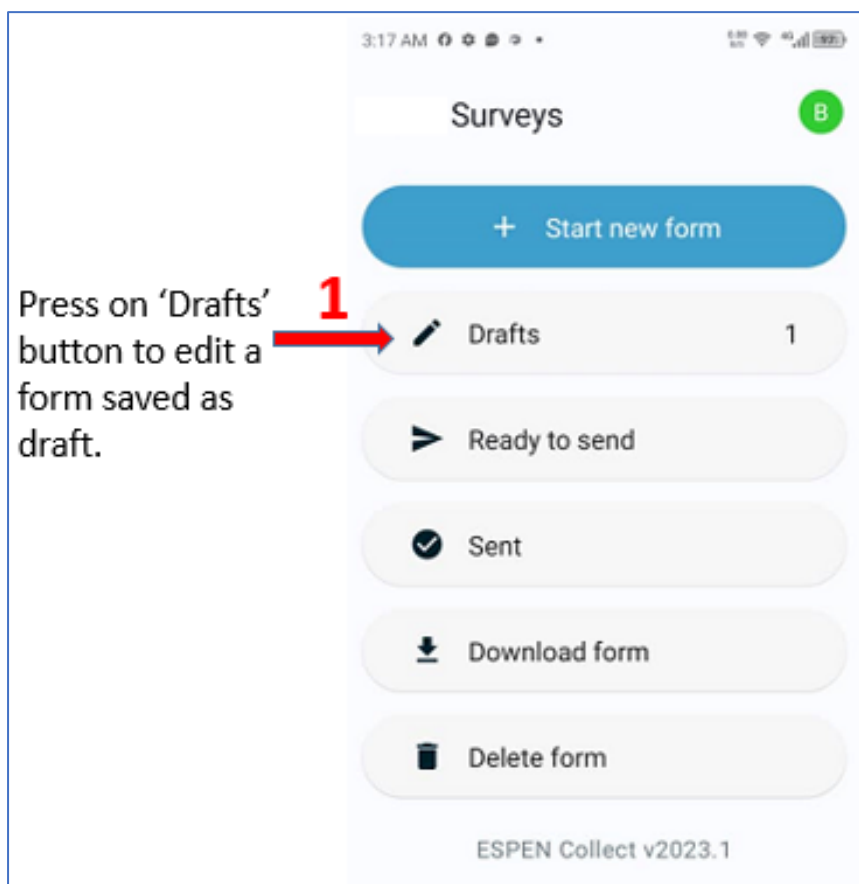 3:17 AM
Surveys
B
+ Start new form
Press on ‘Drafts’
button to edit a
form saved as
draft.
1
Drafts 1
Ready to send
Sent
Download form
Delete form
ESPEN Collect v2023.1